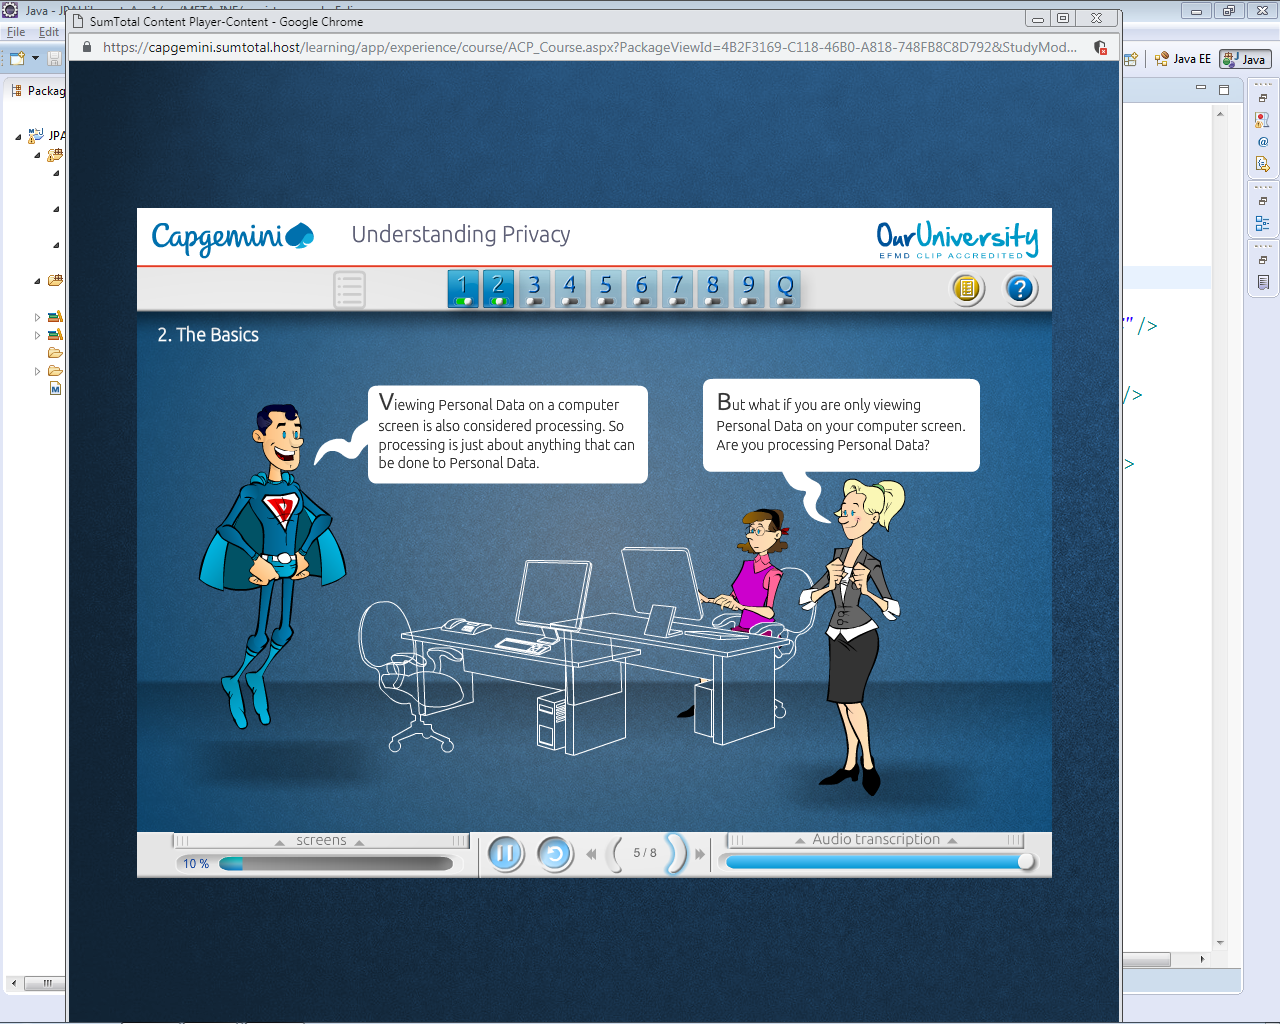 Java -
SumTotal Content Player-Content - Google Chrome
File Edit
https://capgemini.sumtotal.host/learning/app/experience/course/ACP_Course.aspx?PackageViewId=4B2F3169-C118-46B0-A818-748FB8C8D792&StudyMod...
Java EE
Java
Packag
JPA
Capgemini
Understanding Privacy
OurUniversity
EFMD CLIP ACCREDITED
1 2 3 4 5 6 7 8 9 Q
?
2. The Basics
" />
/>
>
Viewing Personal Data on a computer
screen is also considered processing. So
processing is just about anything that can
be done to Personal Data.
But what if you are only viewing
Personal Data on your computer screen.
Are you processing Personal Data?
screens
10 %
5 / 8
Audio transcription